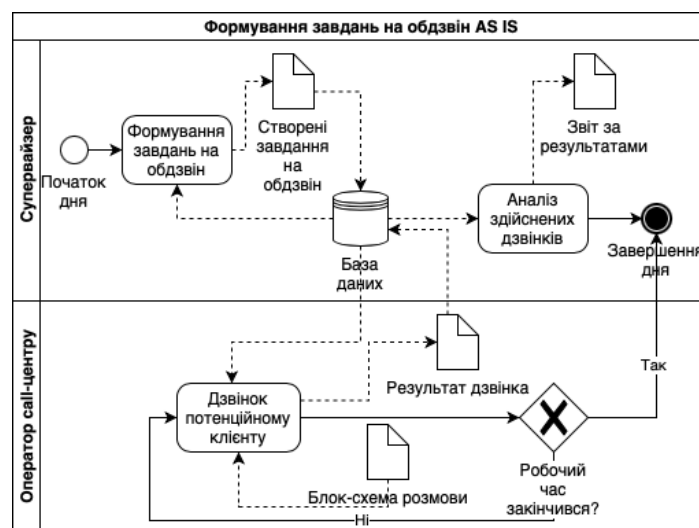 Формування завдань на обдзвін AS IS
Супервайзер
Початок
дня
Формування
завдань на
обдзвін
Створені
завдання
на
обдзвін
База
даних
Аналіз
здійснених
дзвінків
Звіт за
результатами
Завершення
дня
Оператор call-центру
Дзвінок
потенційному
клієнту
Результат дзвінка
Блок-схема розмови
Робочий
час
закінчився?
Так
Ні